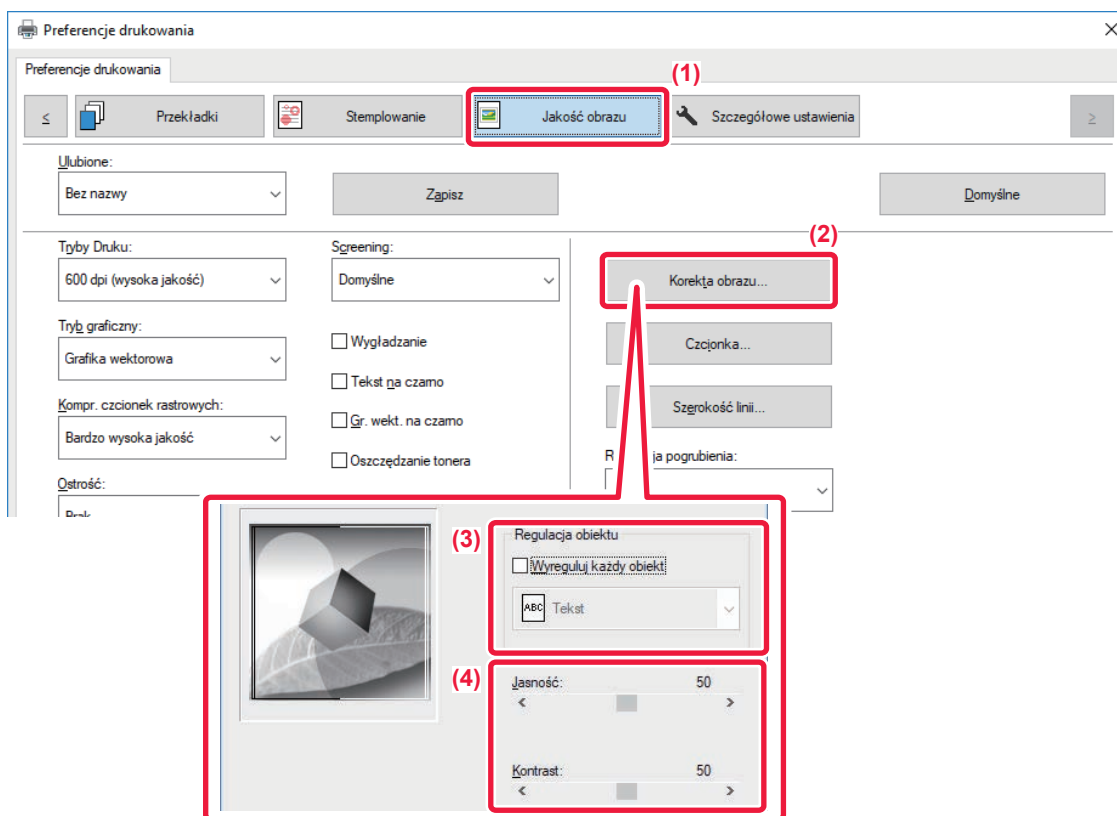 Preferencje drukowania
Preferencje drukowania
(1)
≤ Przekładki Stemplowanie Jakość obrazu Szczegółowe ustawienia ≥
Ulubione:
Bez nazwy Zapisz Domyślne
(2)
Tryby Druku: Screening:
600 dpi (wysoka jakość) Domyślne Korekta obrazu...
Tryb graficzny:
Grafika wektorowa Wygładzanie Czcionka...
Tekst na czarno
Kompr. czcionek rastrowych:
Bardzo wysoka jakość Gr. wekt. na czarno Szerokość linii...
Oszczędzanie tonera
ja pogrubienia:
Ostrość:
(3)
Regulacja obiektu
Wyreguluj każdy obiekt
ABC Tekst
(4)
Jasność: 50
< >
Kontrast: 50
< >